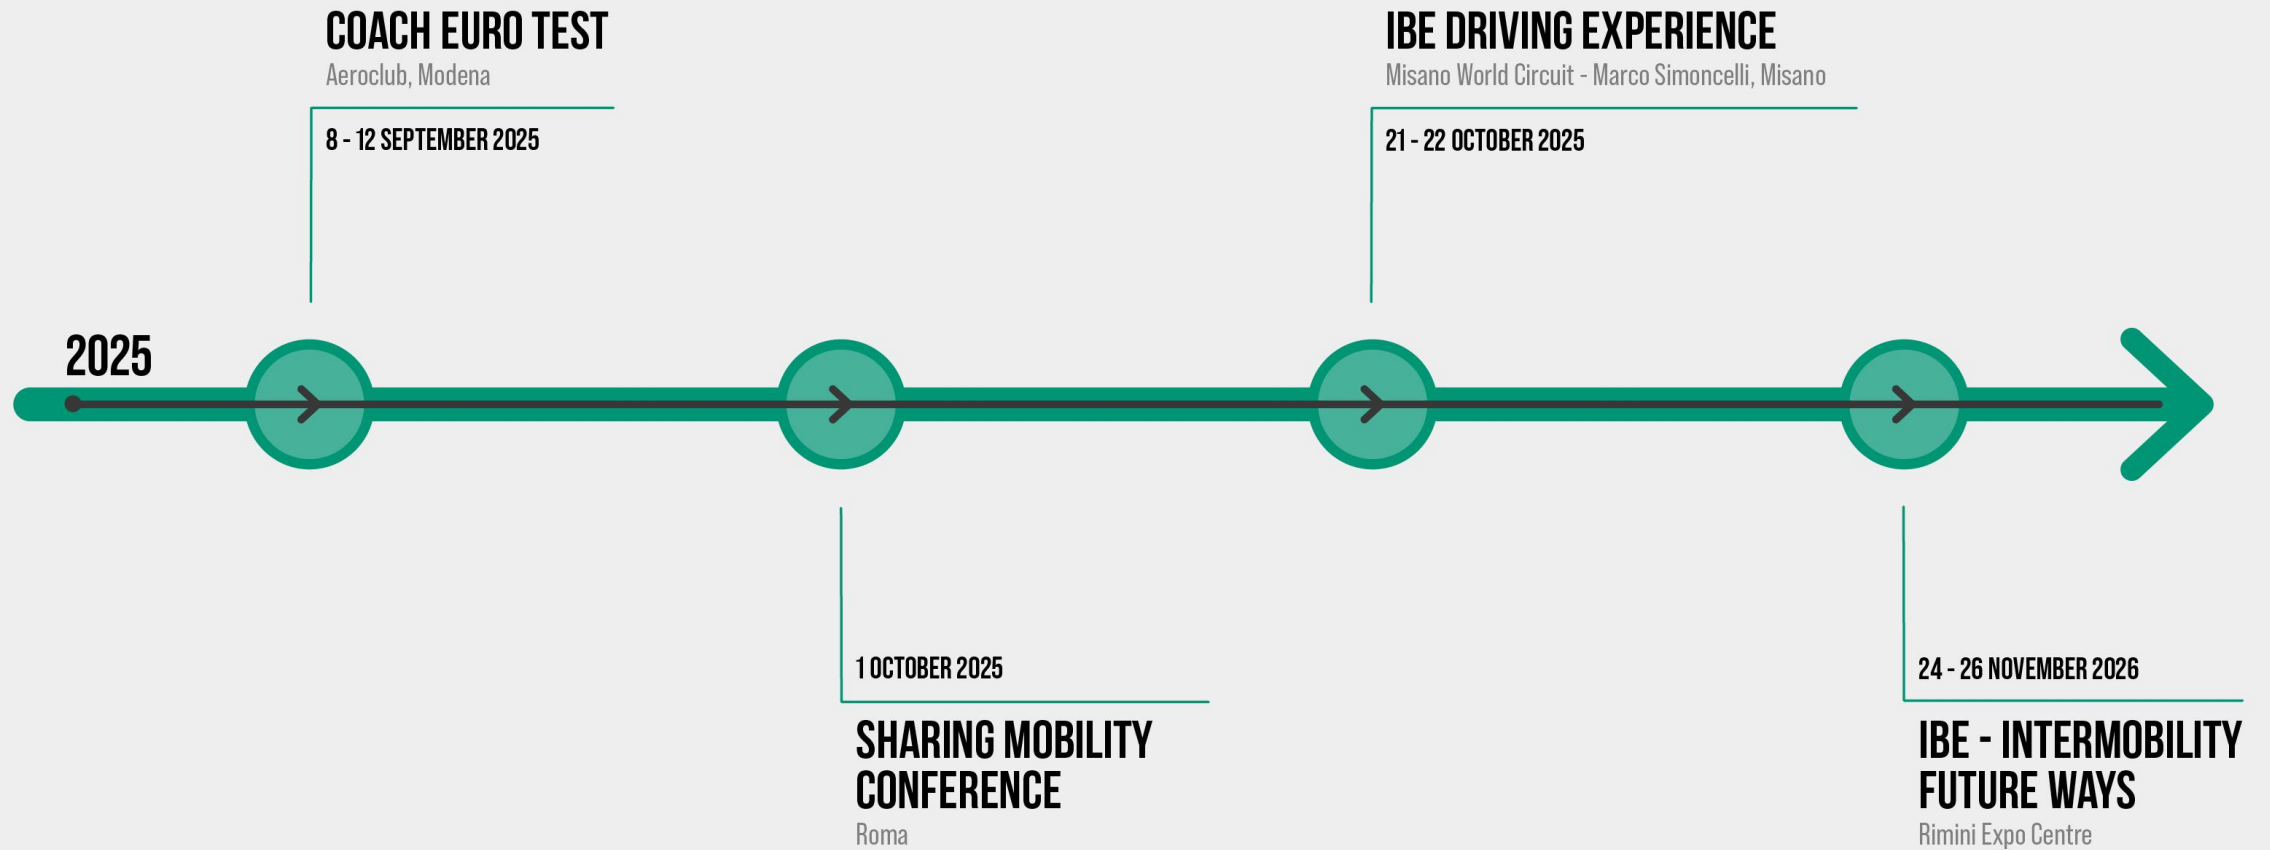 COACH EURO TEST
Aeroclub, Modena
8 - 12 SEPTEMBER 2025
IBE DRIVING EXPERIENCE
Misano World Circuit - Marco Simoncelli, Misano
21 - 22 OCTOBER 2025
2025
1 OCTOBER 2025
SHARING MOBILITY
CONFERENCE
Roma
24 - 26 NOVEMBER 2026
IBE - INTERMOBILITY
FUTURE WAYS
Rimini Expo Centre